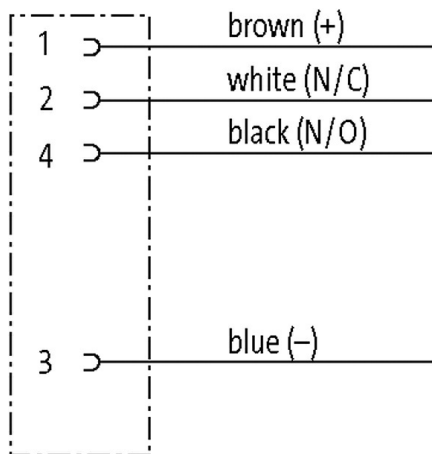 brown (+)
1
white (N/C)
2
black (N/O)
4
blue (–)
3